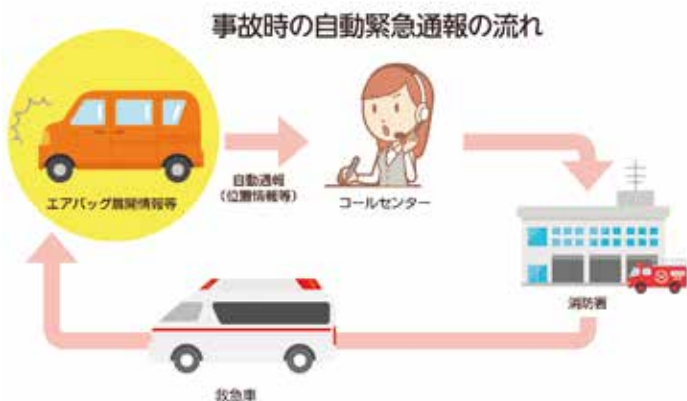 事故時の自動緊急通報の流れ
エアバッグ展開情報等
自動通報
(位置情報等)
コールセンター
消防署
救急車